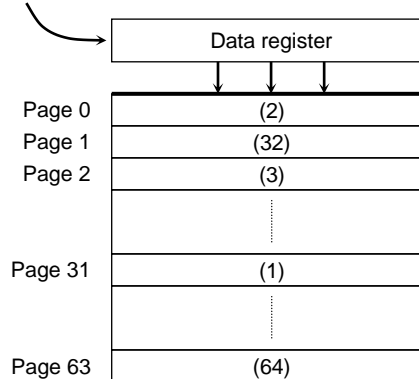 Data register
Page 0 (2)
Page 1 (32)
Page 2 (3)
Page 31 (1)
Page 63 (64)